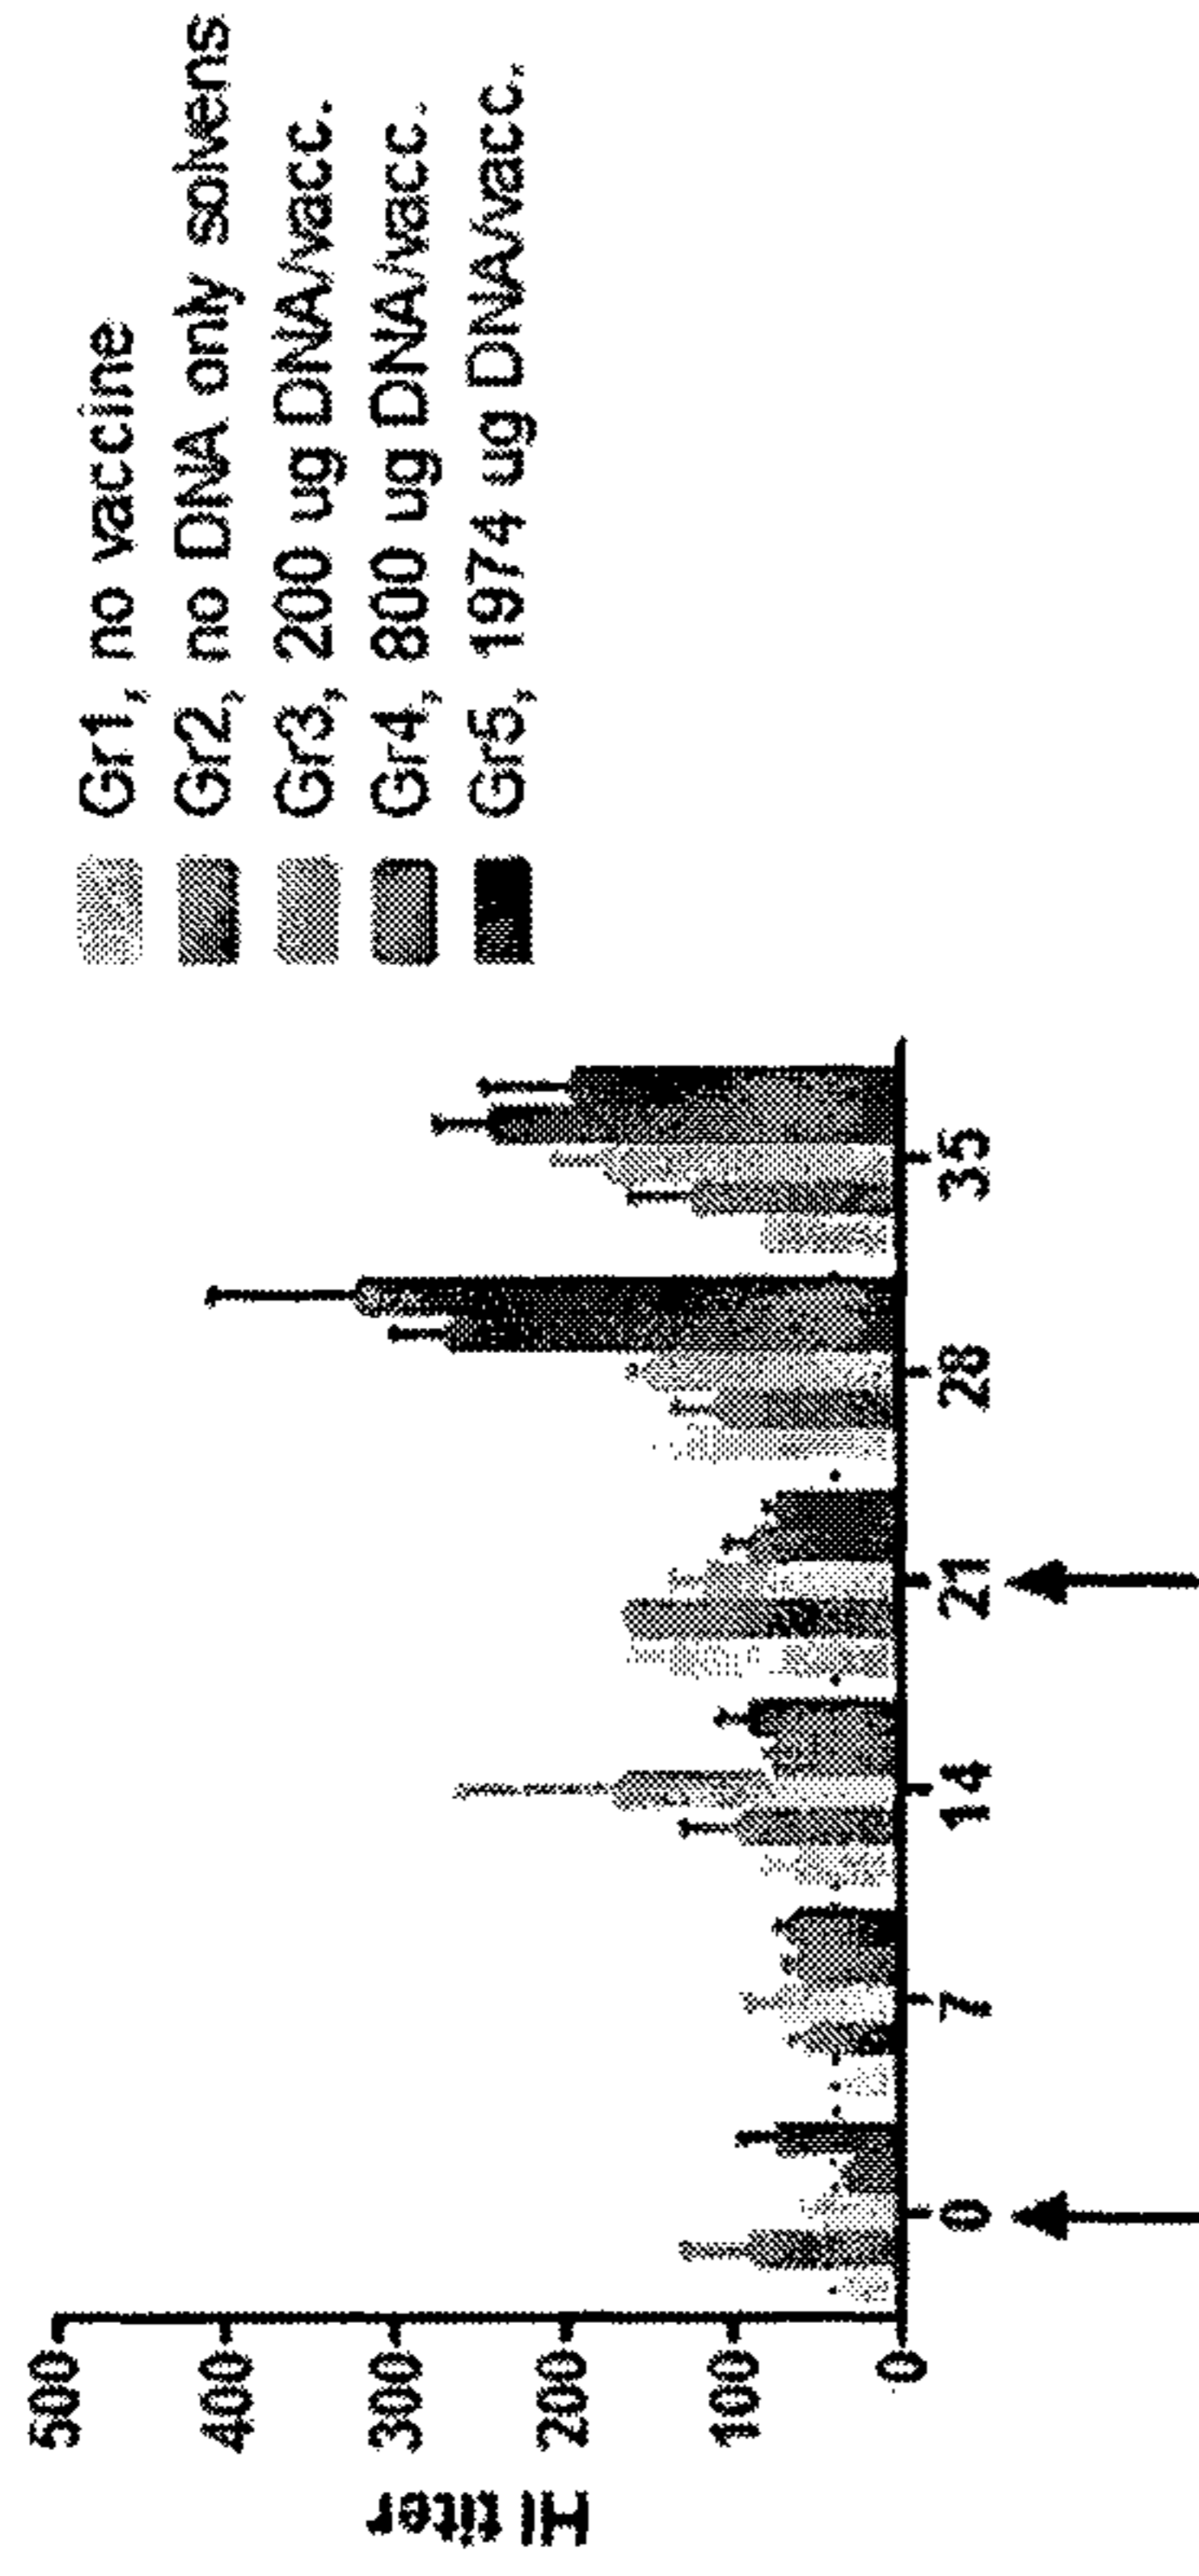 Gr1, no vaccine
Gr2, no DNA only solvens
Gr3, 200 ug DNA/vacc.
Gr4, 800 ug DNA/vacc.
Gr5, 1974 ug DNA/vacc.
HI titer
500
400
300
200
100
0
0 7 14 21 28 35